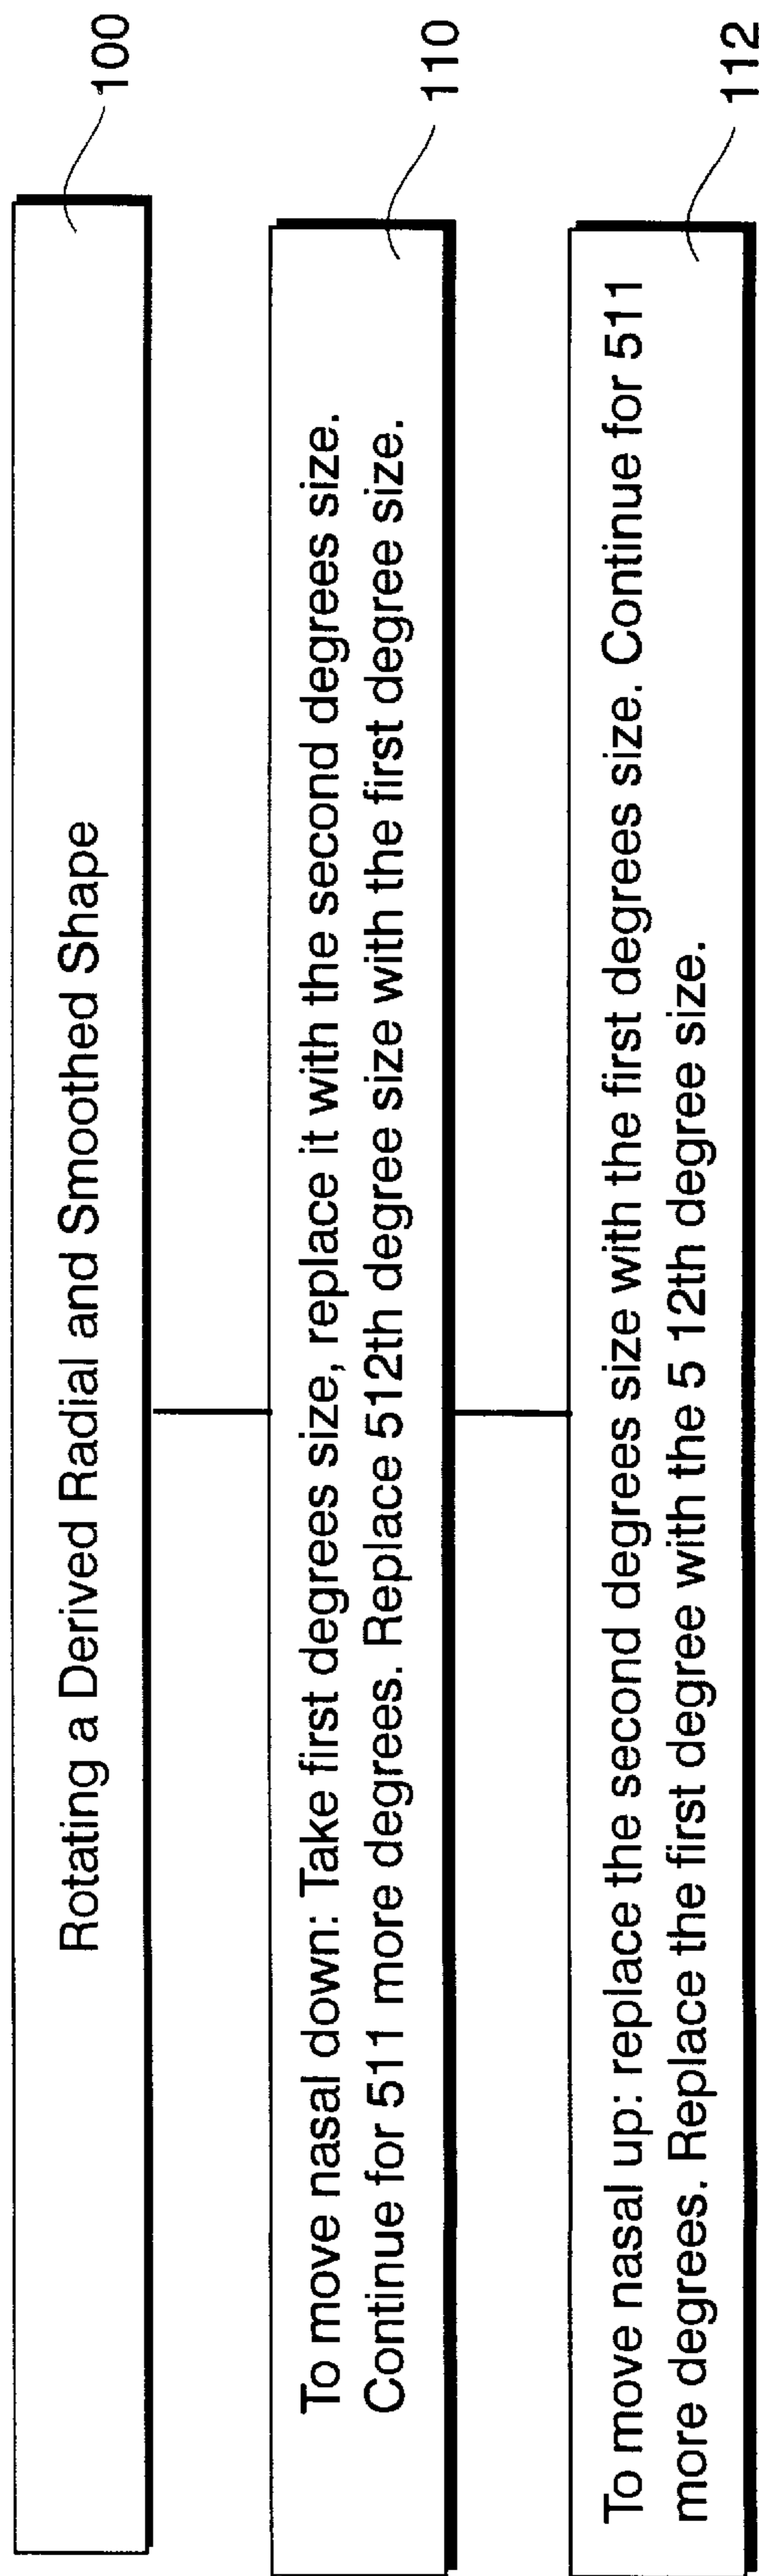 Rotating a Derived Radial and Smoothed Shape
100
To move nasal down: Take first degrees size, replace it with the second degrees size.
Continue for 511 more degrees. Replace 512th degree size with the first degree size.
110
To move nasal up: replace the second degrees size with the first degrees size. Continue for 511
more degrees. Replace the first degree with the 5 12th degree size.
112